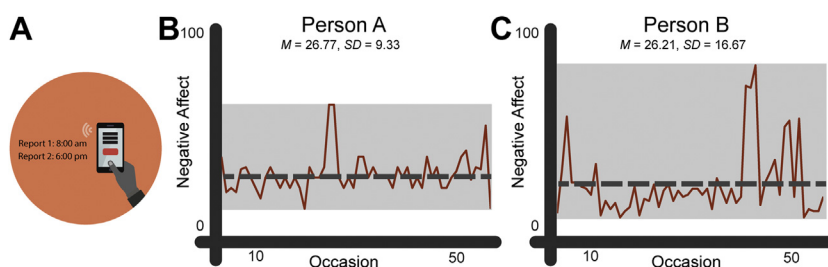 A
Report 1: 8:00 am
Report 2: 6:00 pm
B
Person A
M = 26.77, SD = 9.33
100
Negative Affect
0
10
50
Occasion
C
Person B
M = 26.21, SD = 16.67
100
Negative Affect
0
10
50
Occasion